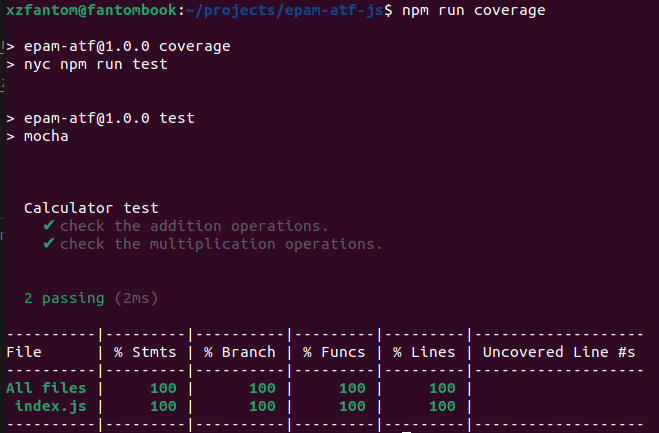 xzfantom@fantombook:~/projects/epam-atf-js$ npm run coverage
> epam-atf@1.0.0 coverage
> nyc npm run test
> epam-atf@1.0.0 test
> mocha
Calculator test
✔ check the addition operations.
✔ check the multiplication operations.
2 passing (2ms)
----------|---------|----------|---------|---------|-------------------
File      | % Stmts | % Branch | % Funcs | % Lines | Uncovered Line #s
----------|---------|----------|---------|---------|-------------------
All files |     100 |      100 |     100 |     100 |
 index.js |     100 |      100 |     100 |     100 |
----------|---------|----------|---------|---------|-------------------